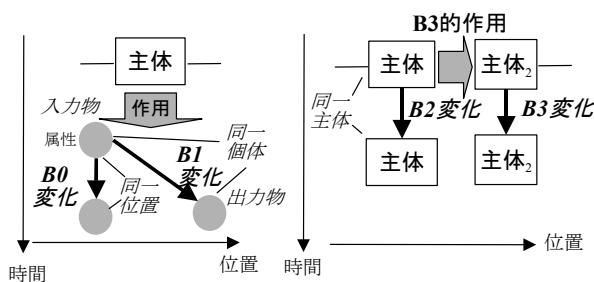 主体
作用
入力物
属性
同一
個体
B0
変化
B1
変化
同一
位置
出力物
時間
位置
B3的作用
主体
主体2
同一
主体
B2変化
B3変化
主体
主体2
時間
位置